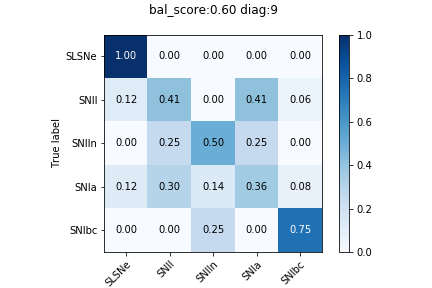 bal_score:0.60 diag:9
SLSNe 1.00 0.00 0.00 0.00 0.00
SNII 0.12 0.41 0.00 0.41 0.06
SNIIn 0.00 0.25 0.50 0.25 0.00
SNIa 0.12 0.30 0.14 0.36 0.08
SNIbc 0.00 0.00 0.25 0.00 0.75
True label
SLSNe SNII SNIIn SNIa SNIbc
1.0
0.8
0.6
0.4
0.2
0.0